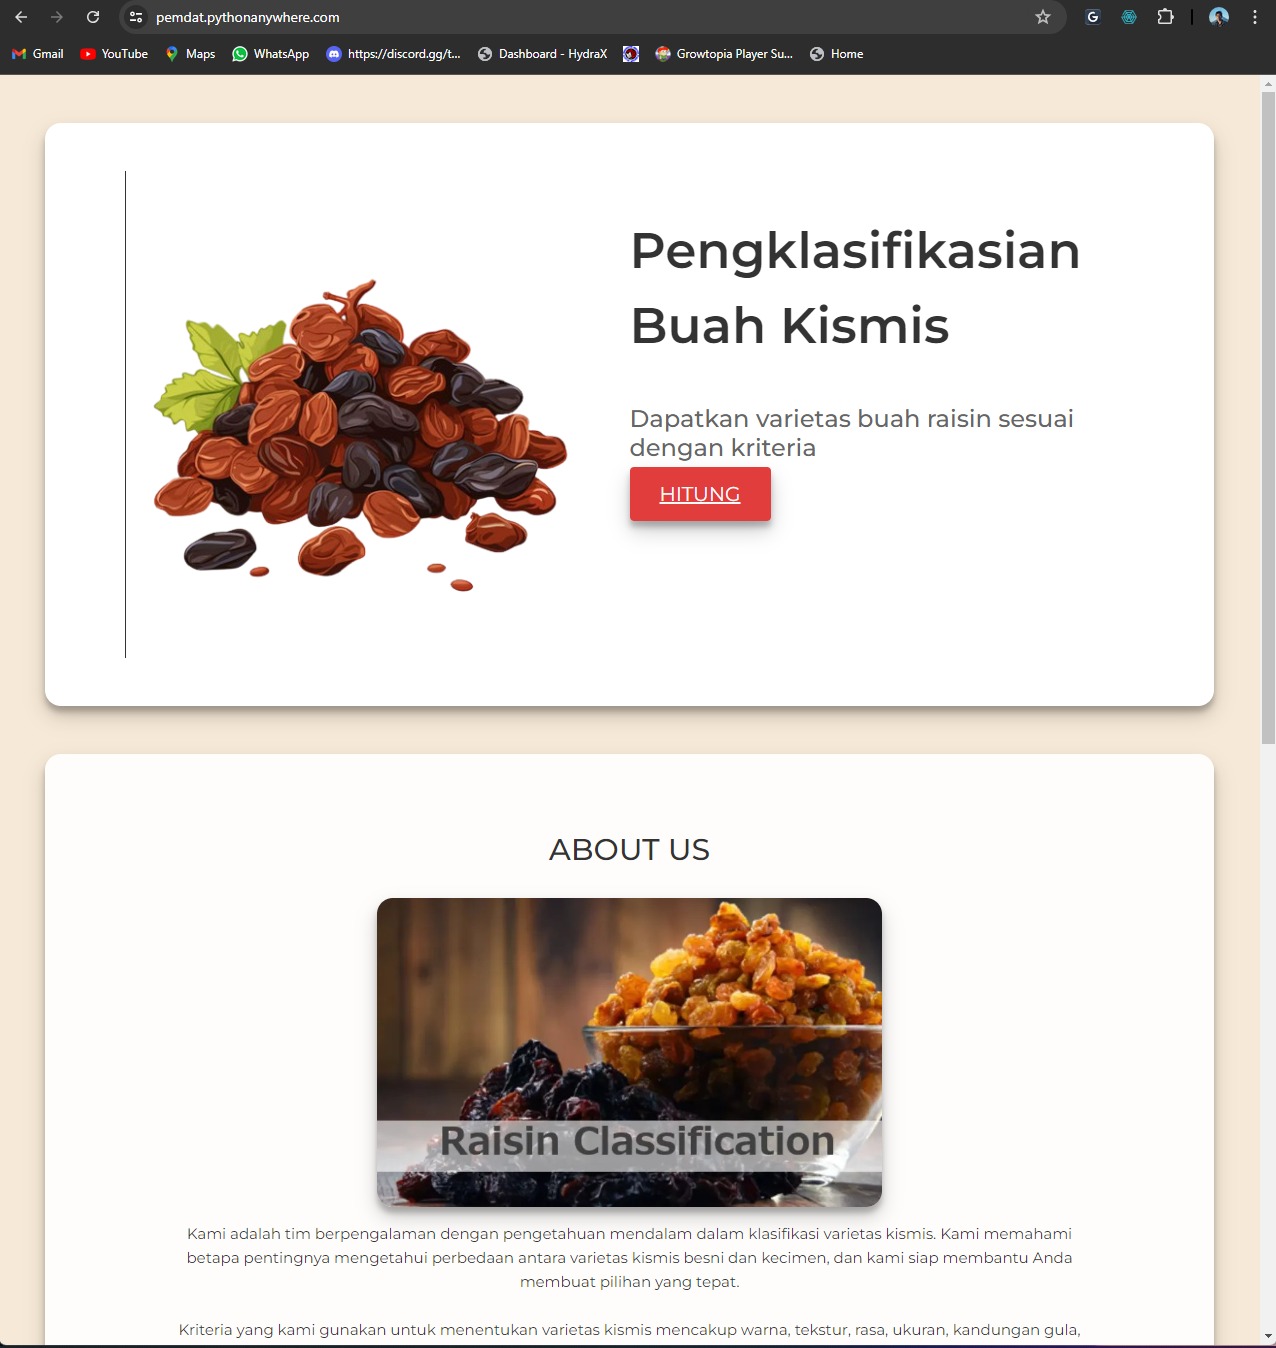 pemdat.pythonanywhere.com
Gmail YouTube Maps WhatsApp https://discord.gg/t... Dashboard - HydraX Growtopia Player Su... Home
Pengklasifikasian
Buah Kismis
Dapatkan varietas buah raisin sesuai
dengan kriteria
HITUNG
ABOUT US
Raisin Classification
Kami adalah tim berpengalaman dengan pengetahuan mendalam dalam klasifikasi varietas kismis. Kami memahami
betapa pentingnya mengetahui perbedaan antara varietas kismis besni dan kecimen, dan kami siap membantu Anda
membuat pilihan yang tepat.
Kriteria yang kami gunakan untuk menentukan varietas kismis mencakup warna, tekstur, rasa, ukuran, kandungan gula,